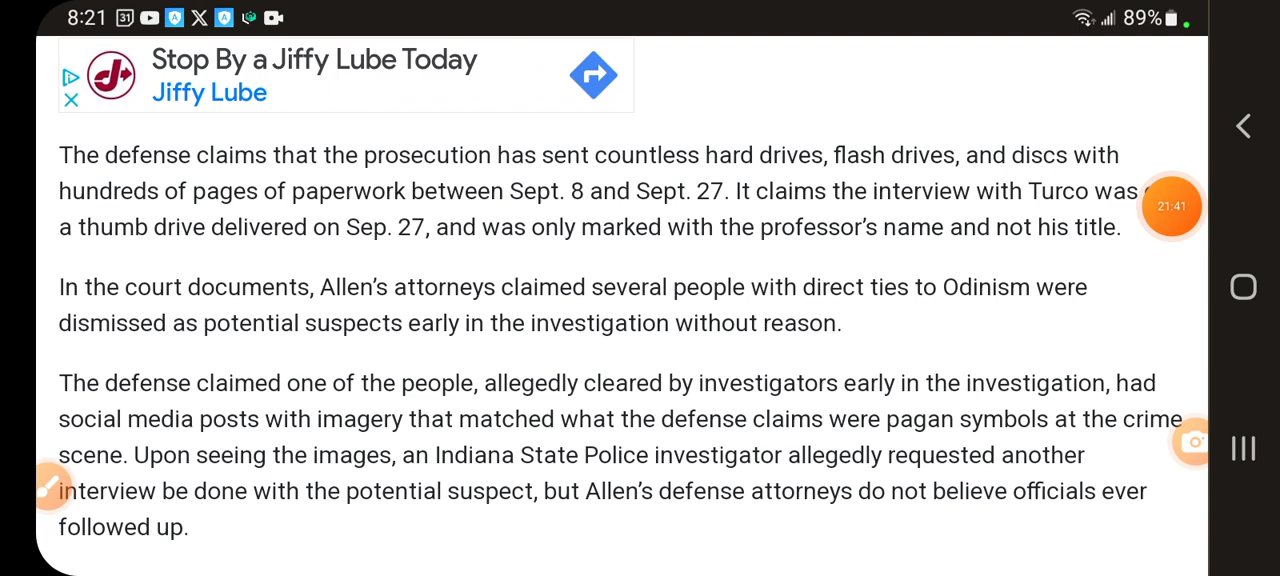 8:21 31 X 89%
Stop By a Jiffy Lube Today
Jiffy Lube
The defense claims that the prosecution has sent countless hard drives, flash drives, and discs with
hundreds of pages of paperwork between Sept. 8 and Sept. 27. It claims the interview with Turco was
21:41
a thumb drive delivered on Sep. 27, and was only marked with the professor's name and not his title.
In the court documents, Allen's attorneys claimed several people with direct ties to Odinism were
dismissed as potential suspects early in the investigation without reason.
The defense claimed one of the people, allegedly cleared by investigators early in the investigation, had
social media posts with imagery that matched what the defense claims were pagan symbols at the crime
scene. Upon seeing the images, an Indiana State Police investigator allegedly requested another
interview be done with the potential suspect, but Allen's defense attorneys do not believe officials ever
followed up.